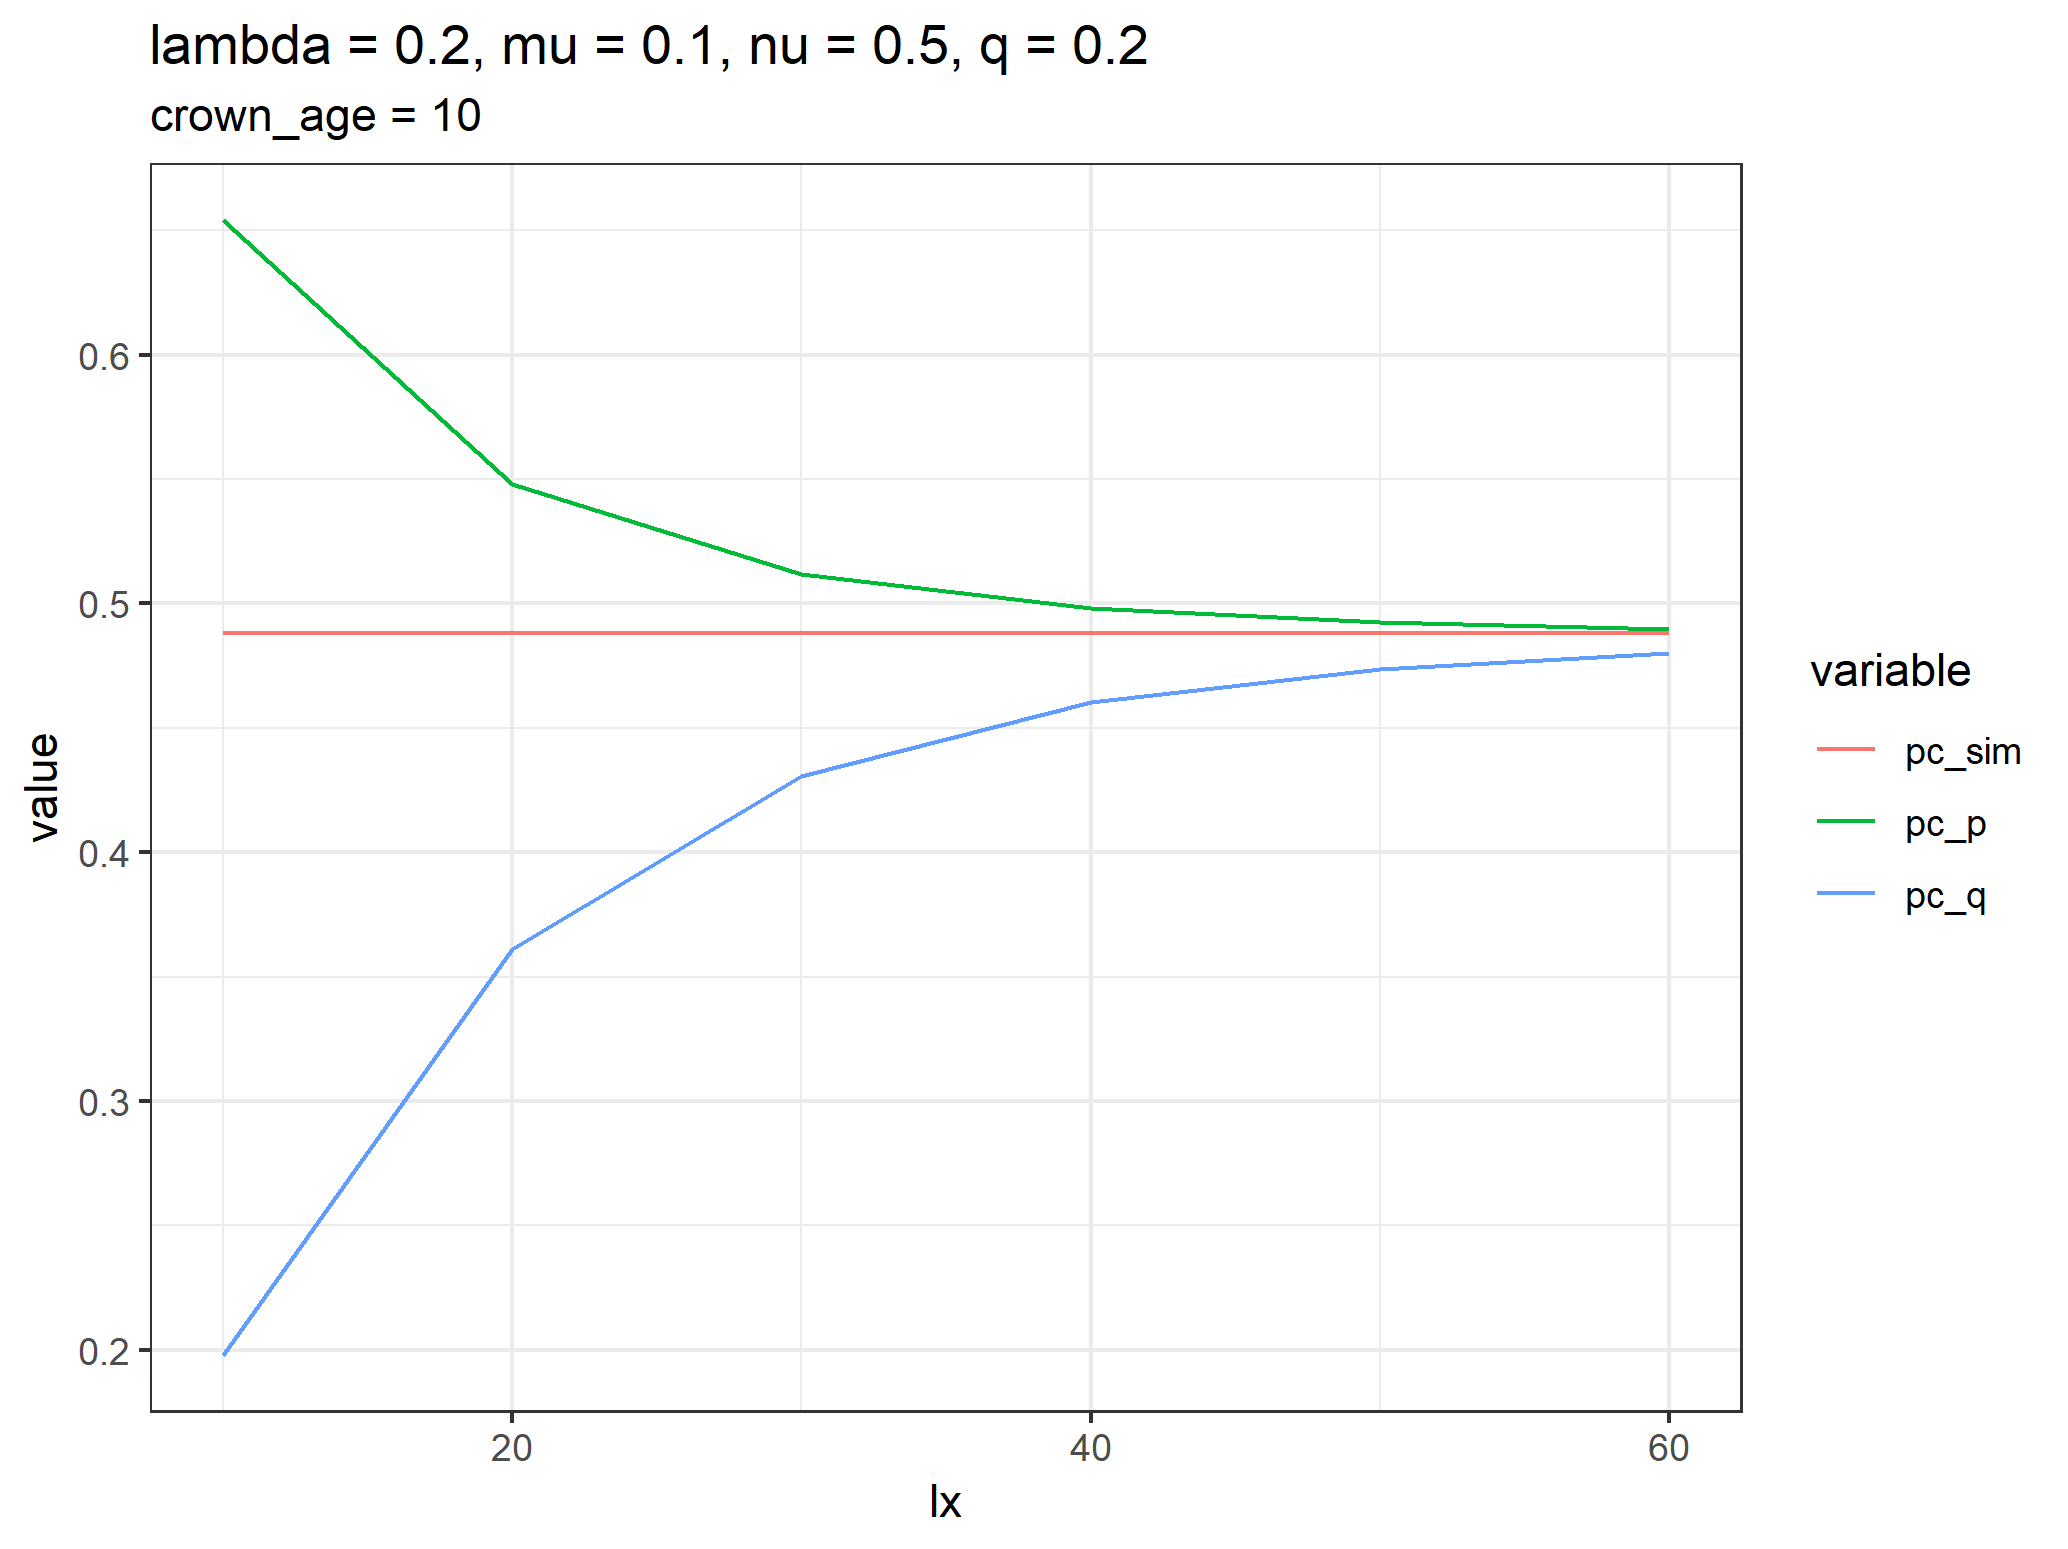 lambda = 0.2, mu = 0.1, nu = 0.5, q = 0.2
crown_age = 10
0.6
0.5
0.4
0.3
0.2
value
20
40
60
lx
variable
pc_sim
pc_p
pc_q